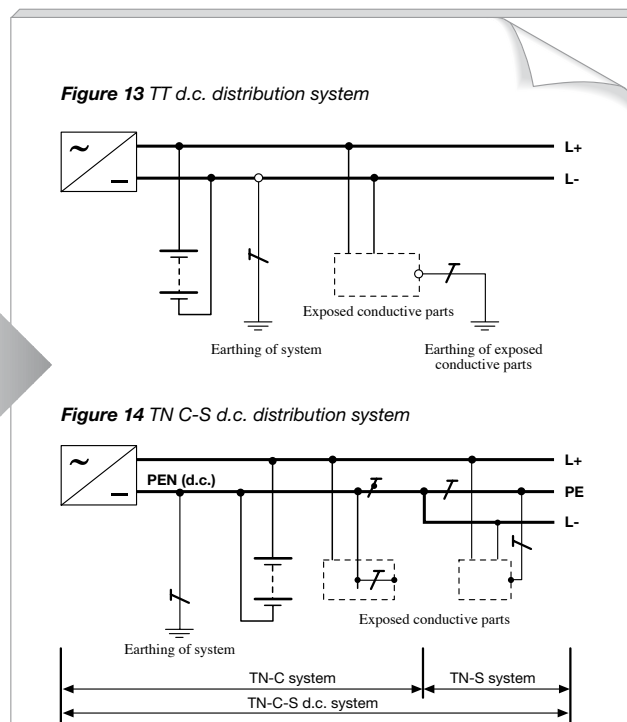 Figure 13 TT d.c. distribution system
~
L+
–
L-
Exposed conductive parts
Earthing of system
Earthing of exposed
conductive parts
Figure 14 TN C-S d.c. distribution system
~
L+
– PEN (d.c.)
PE
L-
Exposed conductive parts
Earthing of system
TN-C system
TN-S system
TN-C-S d.c. system